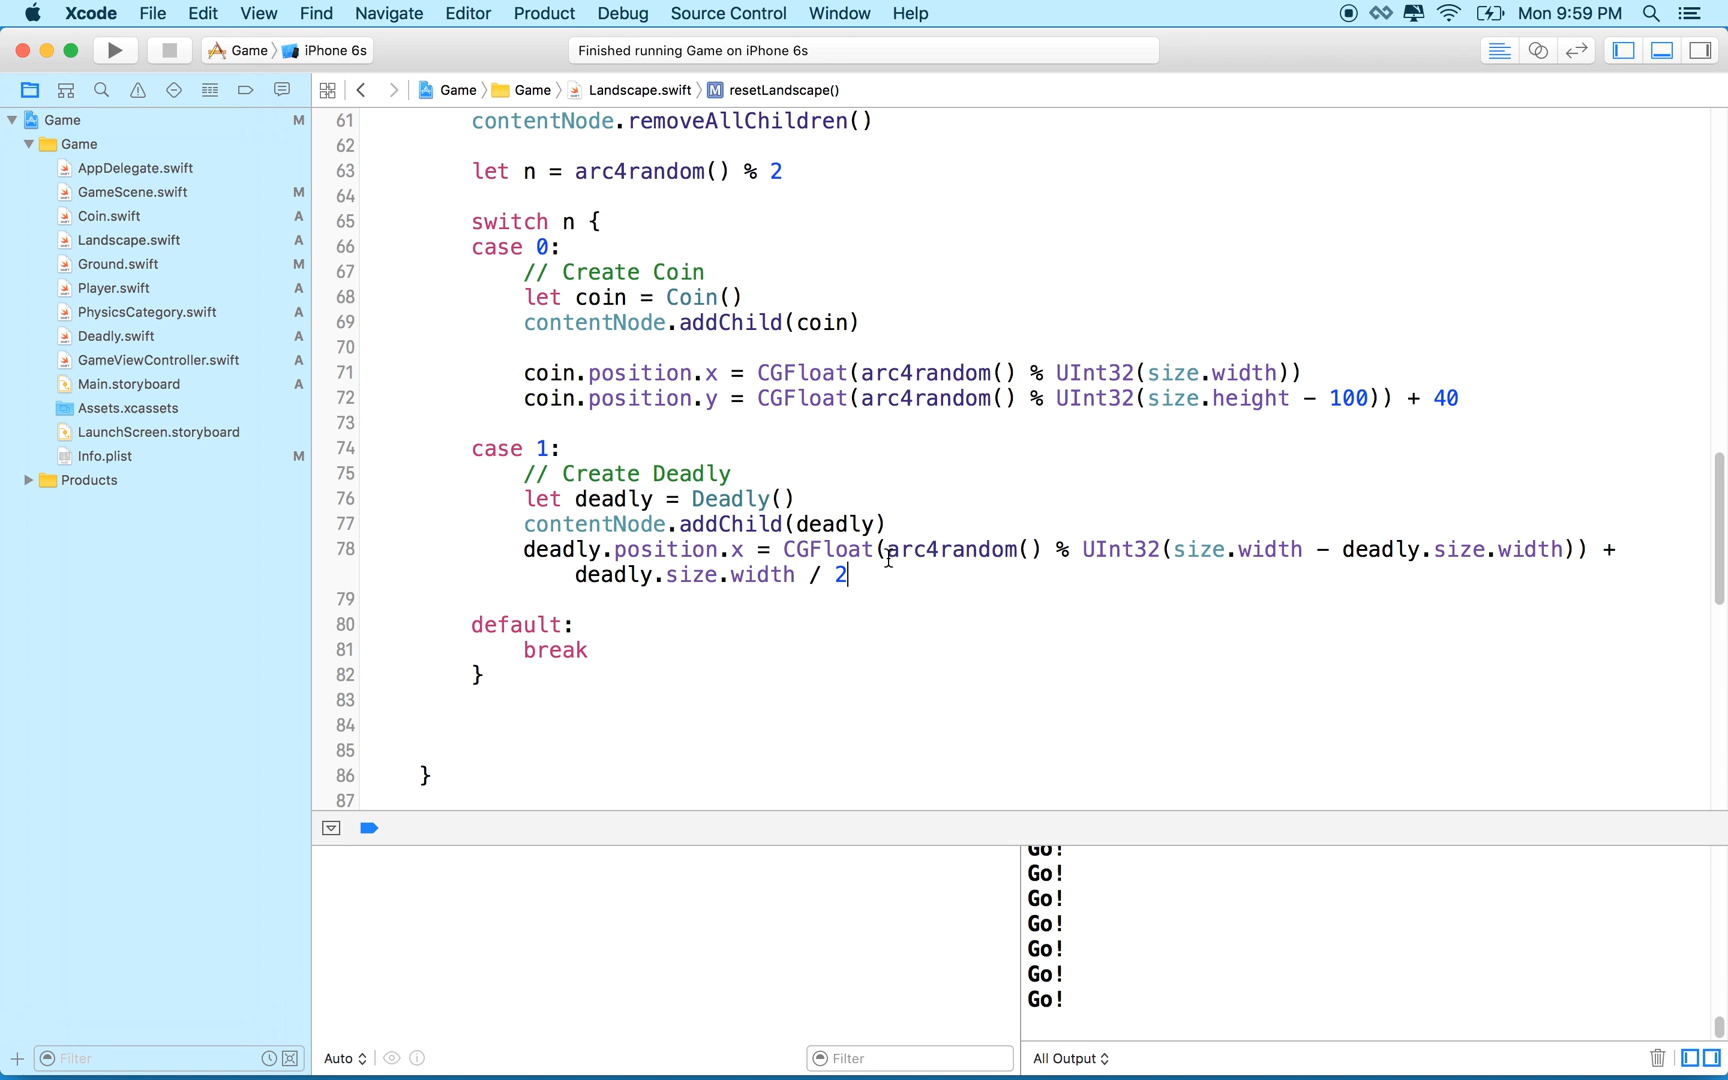 Xcode File Edit View Find Navigate Editor Product Debug Source Control Window Help Mon 9:59 PM
Game iPhone 6s Finished running Game on iPhone 6s
Game Game Landscape.swift M resetLandscape()
Game M
Game
AppDelegate.swift
GameScene.swift M
Coin.swift A
Landscape.swift A
Ground.swift M
Player.swift A
PhysicsCategory.swift A
Deadly.swift A
GameViewController.swift A
Main.storyboard A
Assets.xcassets
LaunchScreen.storyboard
Info.plist M
Products
61 contentNode.removeAllChildren()
62
63 let n = arc4random() % 2
64
65 switch n {
66 case 0:
67 // Create Coin
68 let coin = Coin()
69 contentNode.addChild(coin)
70
71 coin.position.x = CGFloat(arc4random() % UInt32(size.width))
72 coin.position.y = CGFloat(arc4random() % UInt32(size.height - 100)) + 40
73
74 case 1:
75 // Create Deadly
76 let deadly = Deadly()
77 contentNode.addChild(deadly)
78 deadly.position.x = CGFloat(arc4random() % UInt32(size.width - deadly.size.width)) +
deadly.size.width / 2
79
80 default:
81 break
82 }
83
84
85
86 }
87
Go!
Go!
Go!
Go!
Go!
Go!
Go!
Filter
Auto
Filter
All Output